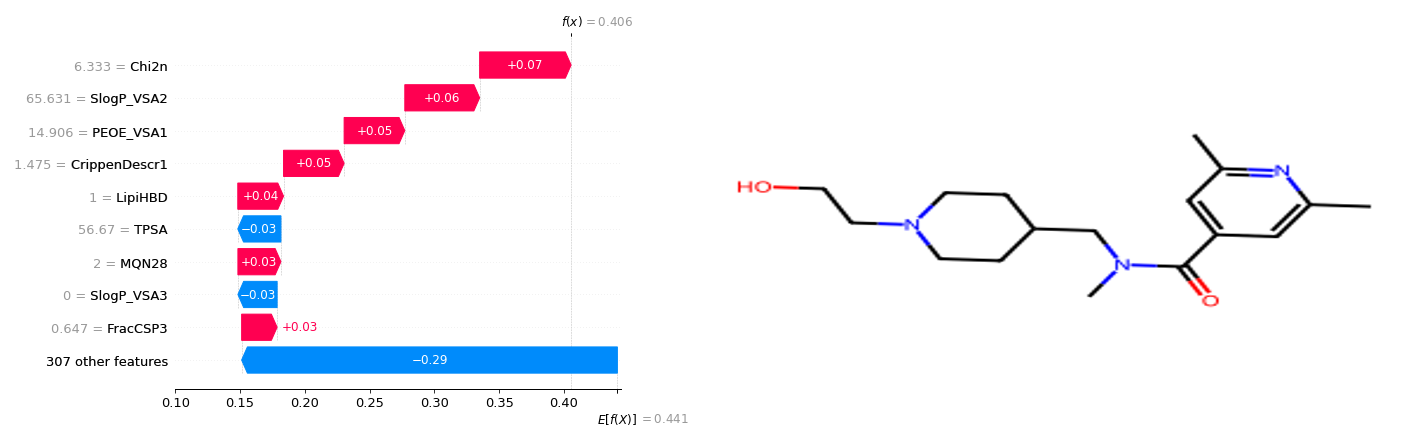 f(x) = 0.406
6.333 = Chi2n
+0.07
65.631 = SlogP_VSA2
+0.06
14.906 = PEOE_VSA1
+0.05
1.475 = CrippenDescr1
+0.05
1 = LipiHBD
+0.04
56.67 = TPSA
−0.03
2 = MQN28
+0.03
0 = SlogP_VSA3
−0.03
0.647 = FracCSP3
+0.03
307 other features
−0.29
0.10 0.15 0.20 0.25 0.30 0.35 0.40
E[f(X)] = 0.441
HO
N
N
O
N